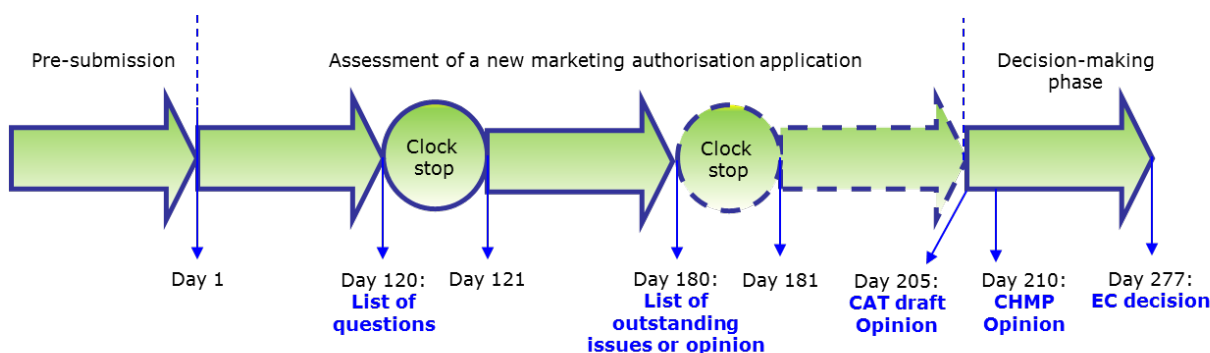 Pre-submission
Assessment of a new marketing authorisation application
Decision-making
phase
Clock
stop
Clock
stop
Day 1
Day 120:
List of
questions
Day 121
Day 180:
List of
outstanding
issues or opinion
Day 181
Day 205:
CAT draft
Opinion
Day 210:
CHMP
Opinion
Day 277:
EC decision